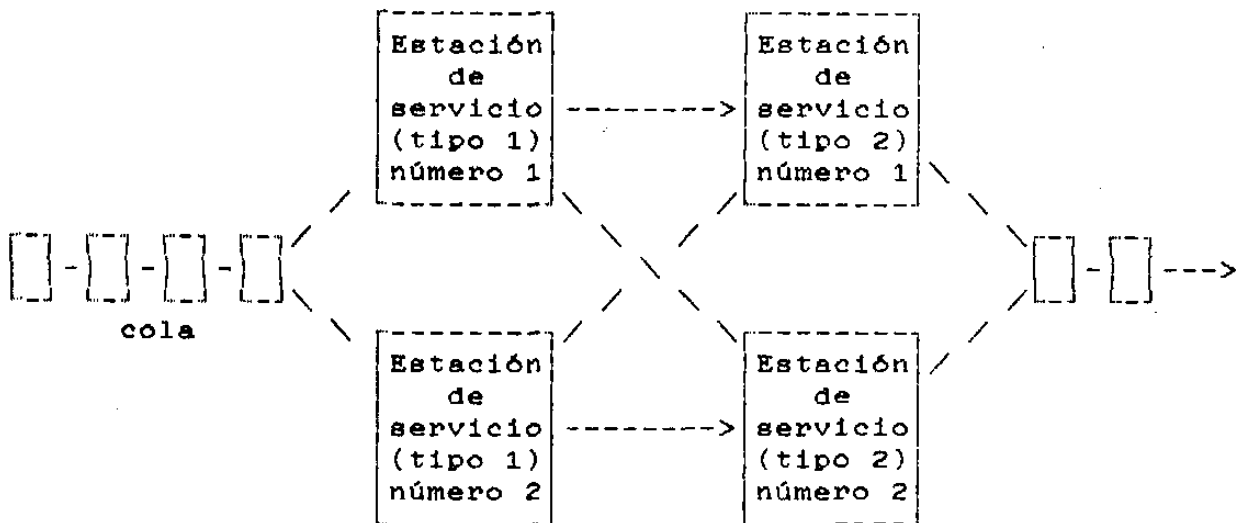 Estación
de
servicio
(tipo 1)
número 1
Estación
de
servicio
(tipo 2)
número 1
cola
Estación
de
servicio
(tipo 1)
número 2
Estación
de
servicio
(tipo 2)
número 2